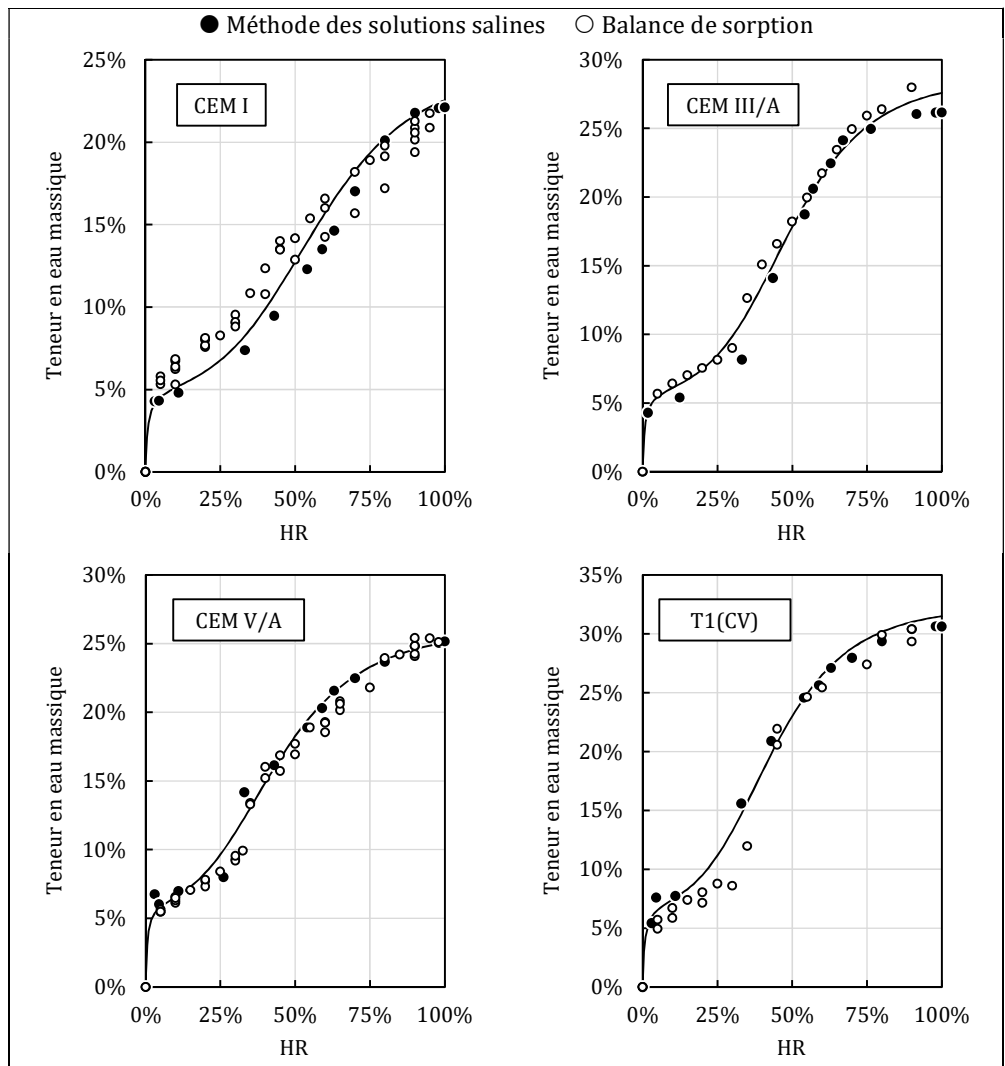 ● Méthode des solutions salines ○ Balance de sorption
CEM I
Teneur en eau massique
25%
20%
15%
10%
5%
0%
0% 25% 50% 75% 100%
HR
CEM III/A
Teneur en eau massique
30%
25%
20%
15%
10%
5%
0%
0% 25% 50% 75% 100%
HR
CEM V/A
Teneur en eau massique
30%
25%
20%
15%
10%
5%
0%
0% 25% 50% 75% 100%
HR
T1(CV)
Teneur en eau massique
35%
30%
25%
20%
15%
10%
5%
0%
0% 25% 50% 75% 100%
HR